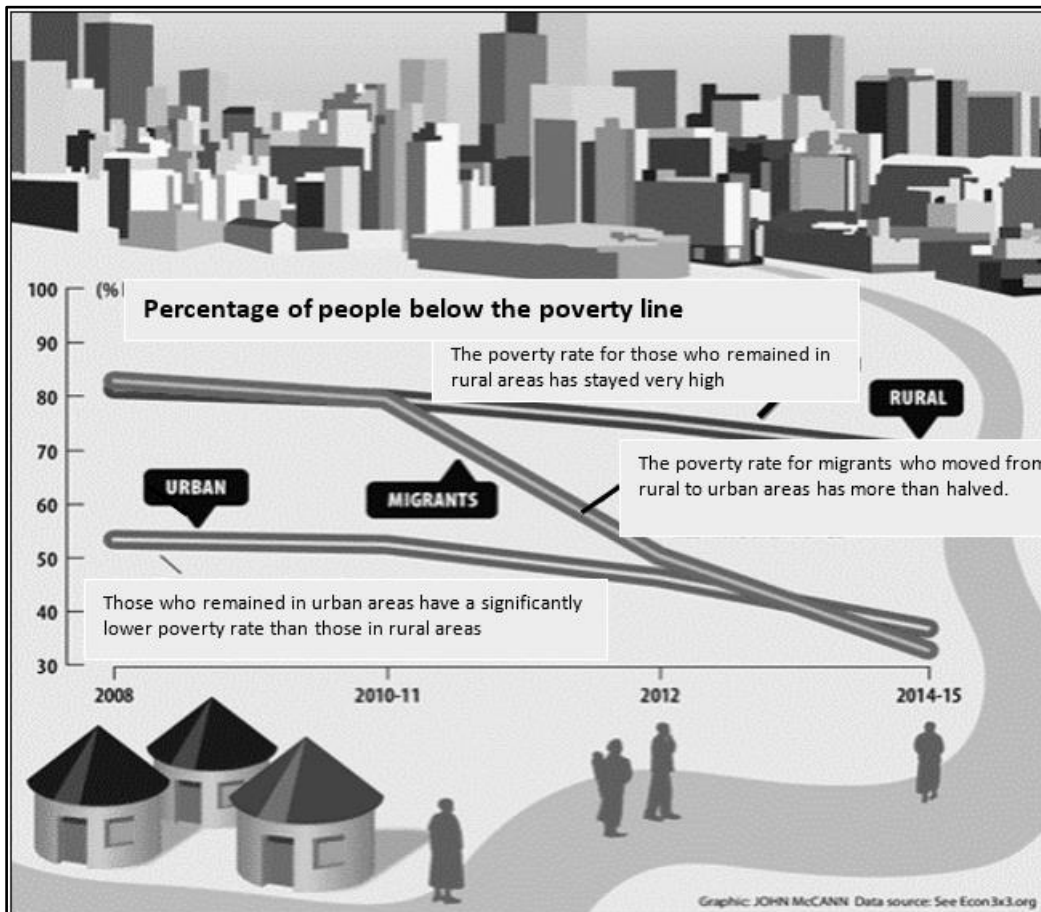 100
(%
Percentage of people below the poverty line
90
The poverty rate for those who remained in
rural areas has stayed very high
80
RURAL
70
The poverty rate for migrants who moved from
rural to urban areas has more than halved.
URBAN
MIGRANTS
60
50
Those who remained in urban areas have a significantly
lower poverty rate than those in rural areas
40
30
2008 2010-11 2012 2014-15
Graphic: JOHN McCANN Data source: See Econ3x3.org